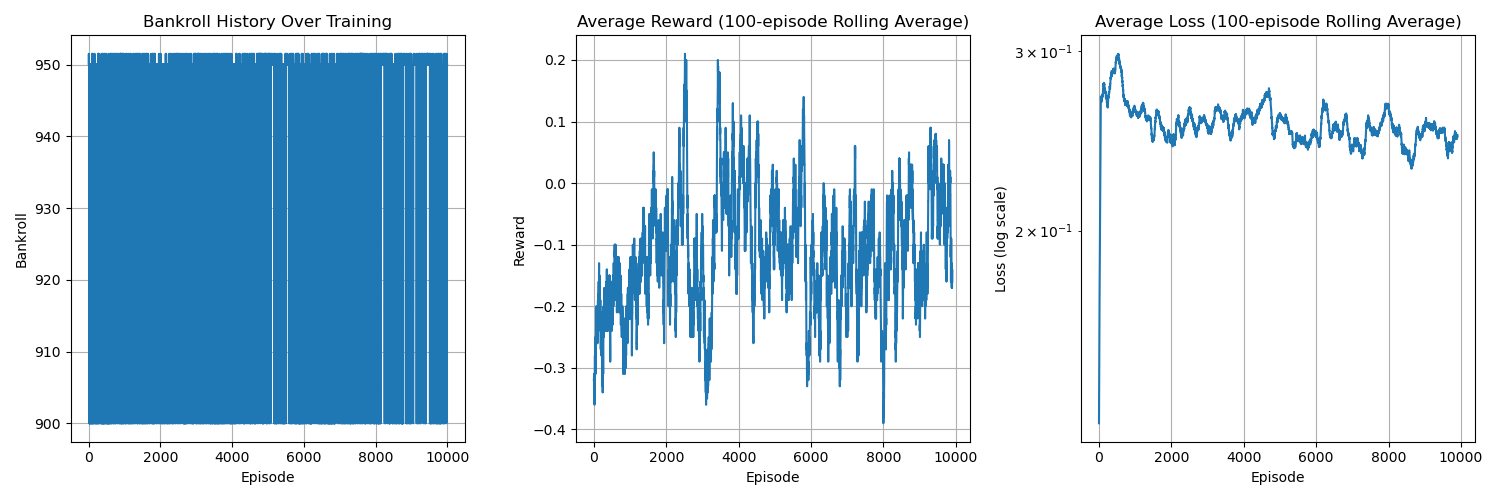 Bankroll History Over Training
950
940
930
920
910
900
Bankroll
0 2000 4000 6000 8000 10000
Episode
Average Reward (100-episode Rolling Average)
0.2
0.1
0.0
−0.1
−0.2
−0.3
−0.4
Reward
0 2000 4000 6000 8000 10000
Episode
Average Loss (100-episode Rolling Average)
3 × 10⁻¹
2 × 10⁻¹
Loss (log scale)
0 2000 4000 6000 8000 10000
Episode